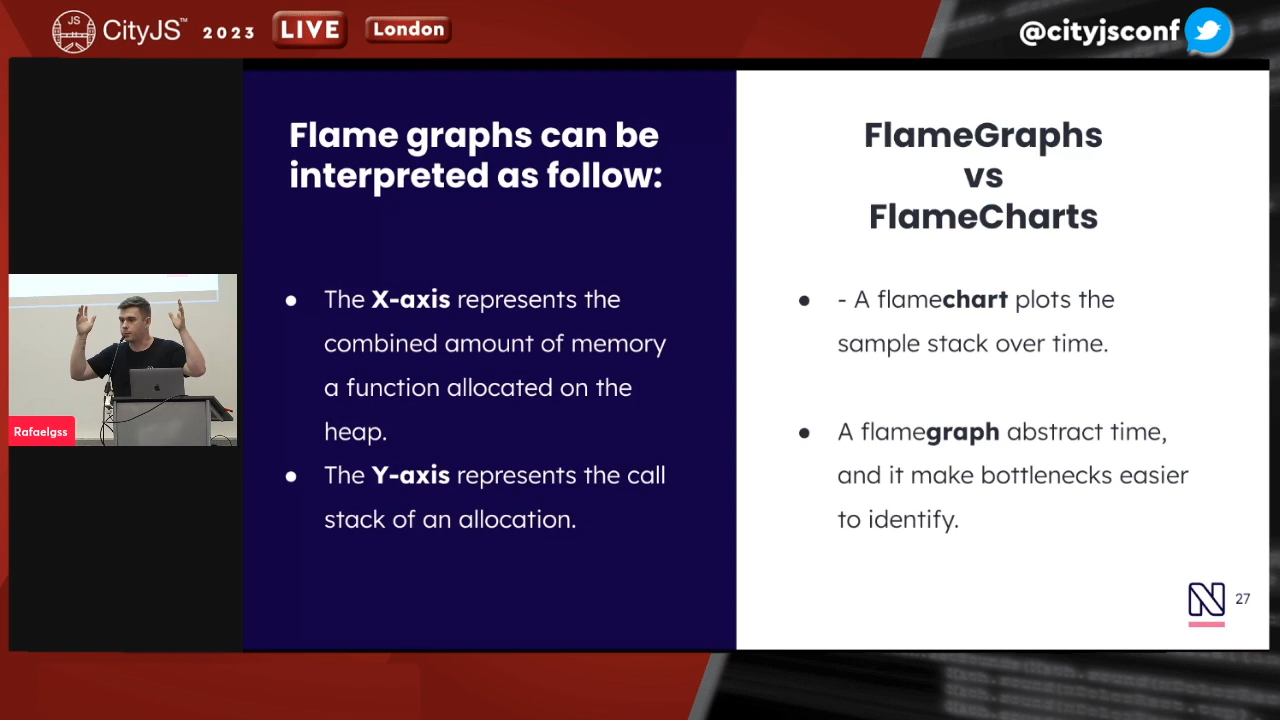 JS
CityJS™ 2023 LIVE London
@cityjsconf
Flame graphs can be
interpreted as follow:
● The X-axis represents the
combined amount of memory
a function allocated on the
heap.
● The Y-axis represents the call
stack of an allocation.
FlameGraphs
vs
FlameCharts
● - A flamechart plots the
sample stack over time.
● A flamegraph abstract time,
and it make bottlenecks easier
to identify.
Rafaelgss
N 27